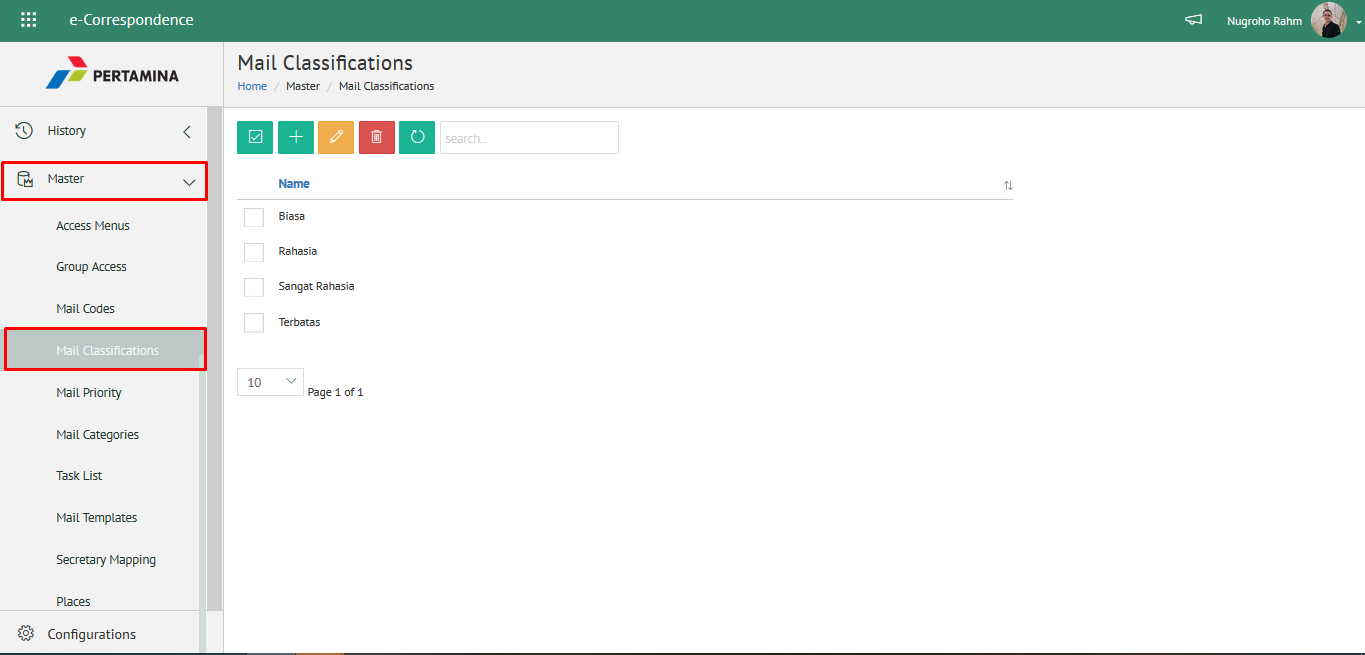 e-Correspondence
Nugroho Rahm
PERTAMINA
Mail Classifications
Home / Master / Mail Classifications
History
Master
Access Menus
Group Access
Mail Codes
Mail Classifications
Mail Priority
Mail Categories
Task List
Mail Templates
Secretary Mapping
Places
Configurations
search..
Name
Biasa
Rahasia
Sangat Rahasia
Terbatas
10 Page 1 of 1